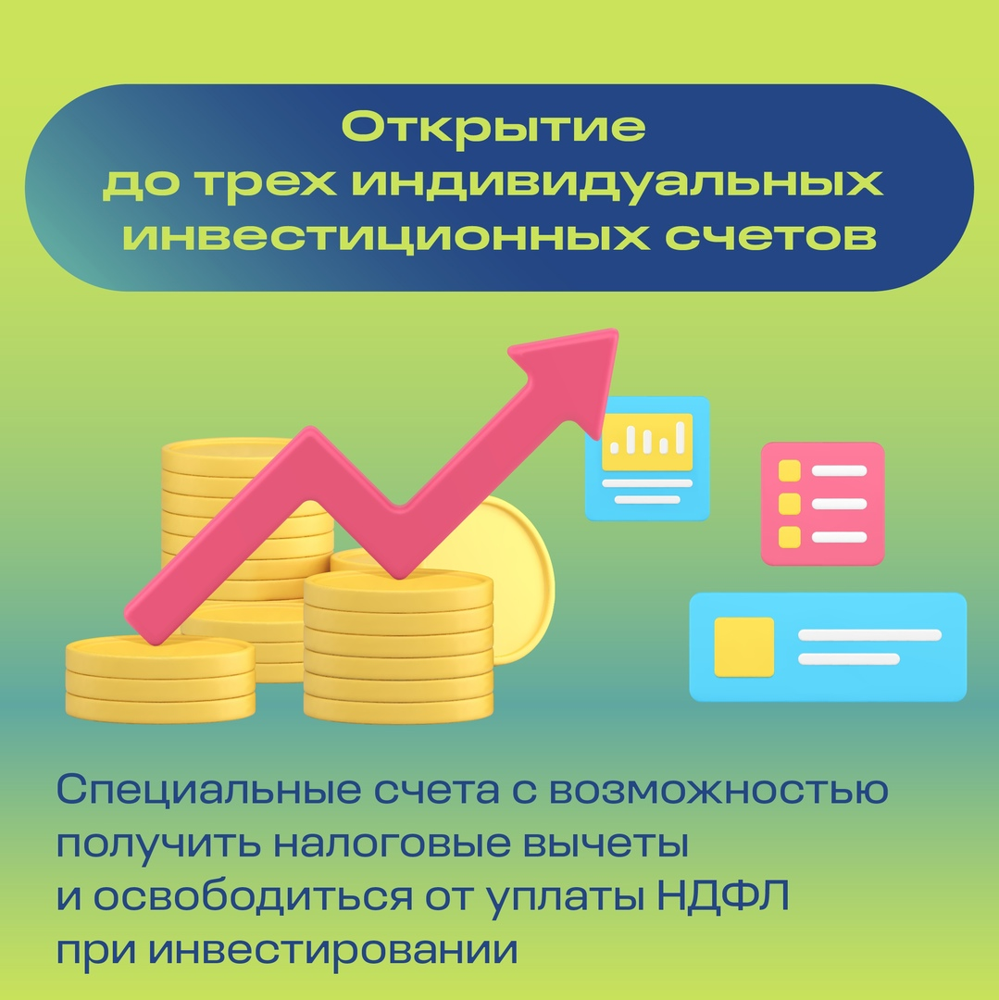 Открытие
до трех индивидуальных
инвестиционных счетов
Специальные счета с возможностью
получить налоговые вычеты
и освободиться от уплаты НДФЛ
при инвестировании